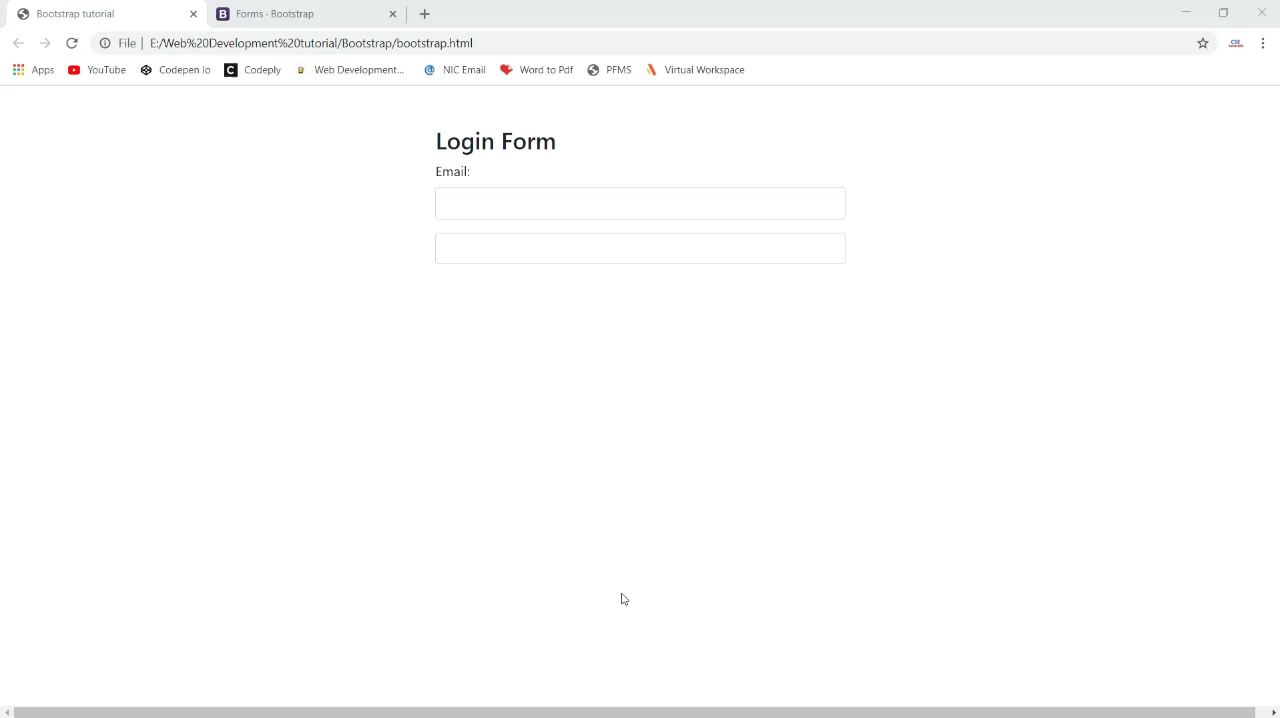 Bootstrap tutorial
B Forms - Bootstrap
File | E:/Web%20Development%20tutorial/Bootstrap/bootstrap.html
Apps YouTube Codepen Io C Codeply Web Development... @ NIC Email Word to Pdf PFMS Virtual Workspace
Login Form
Email: